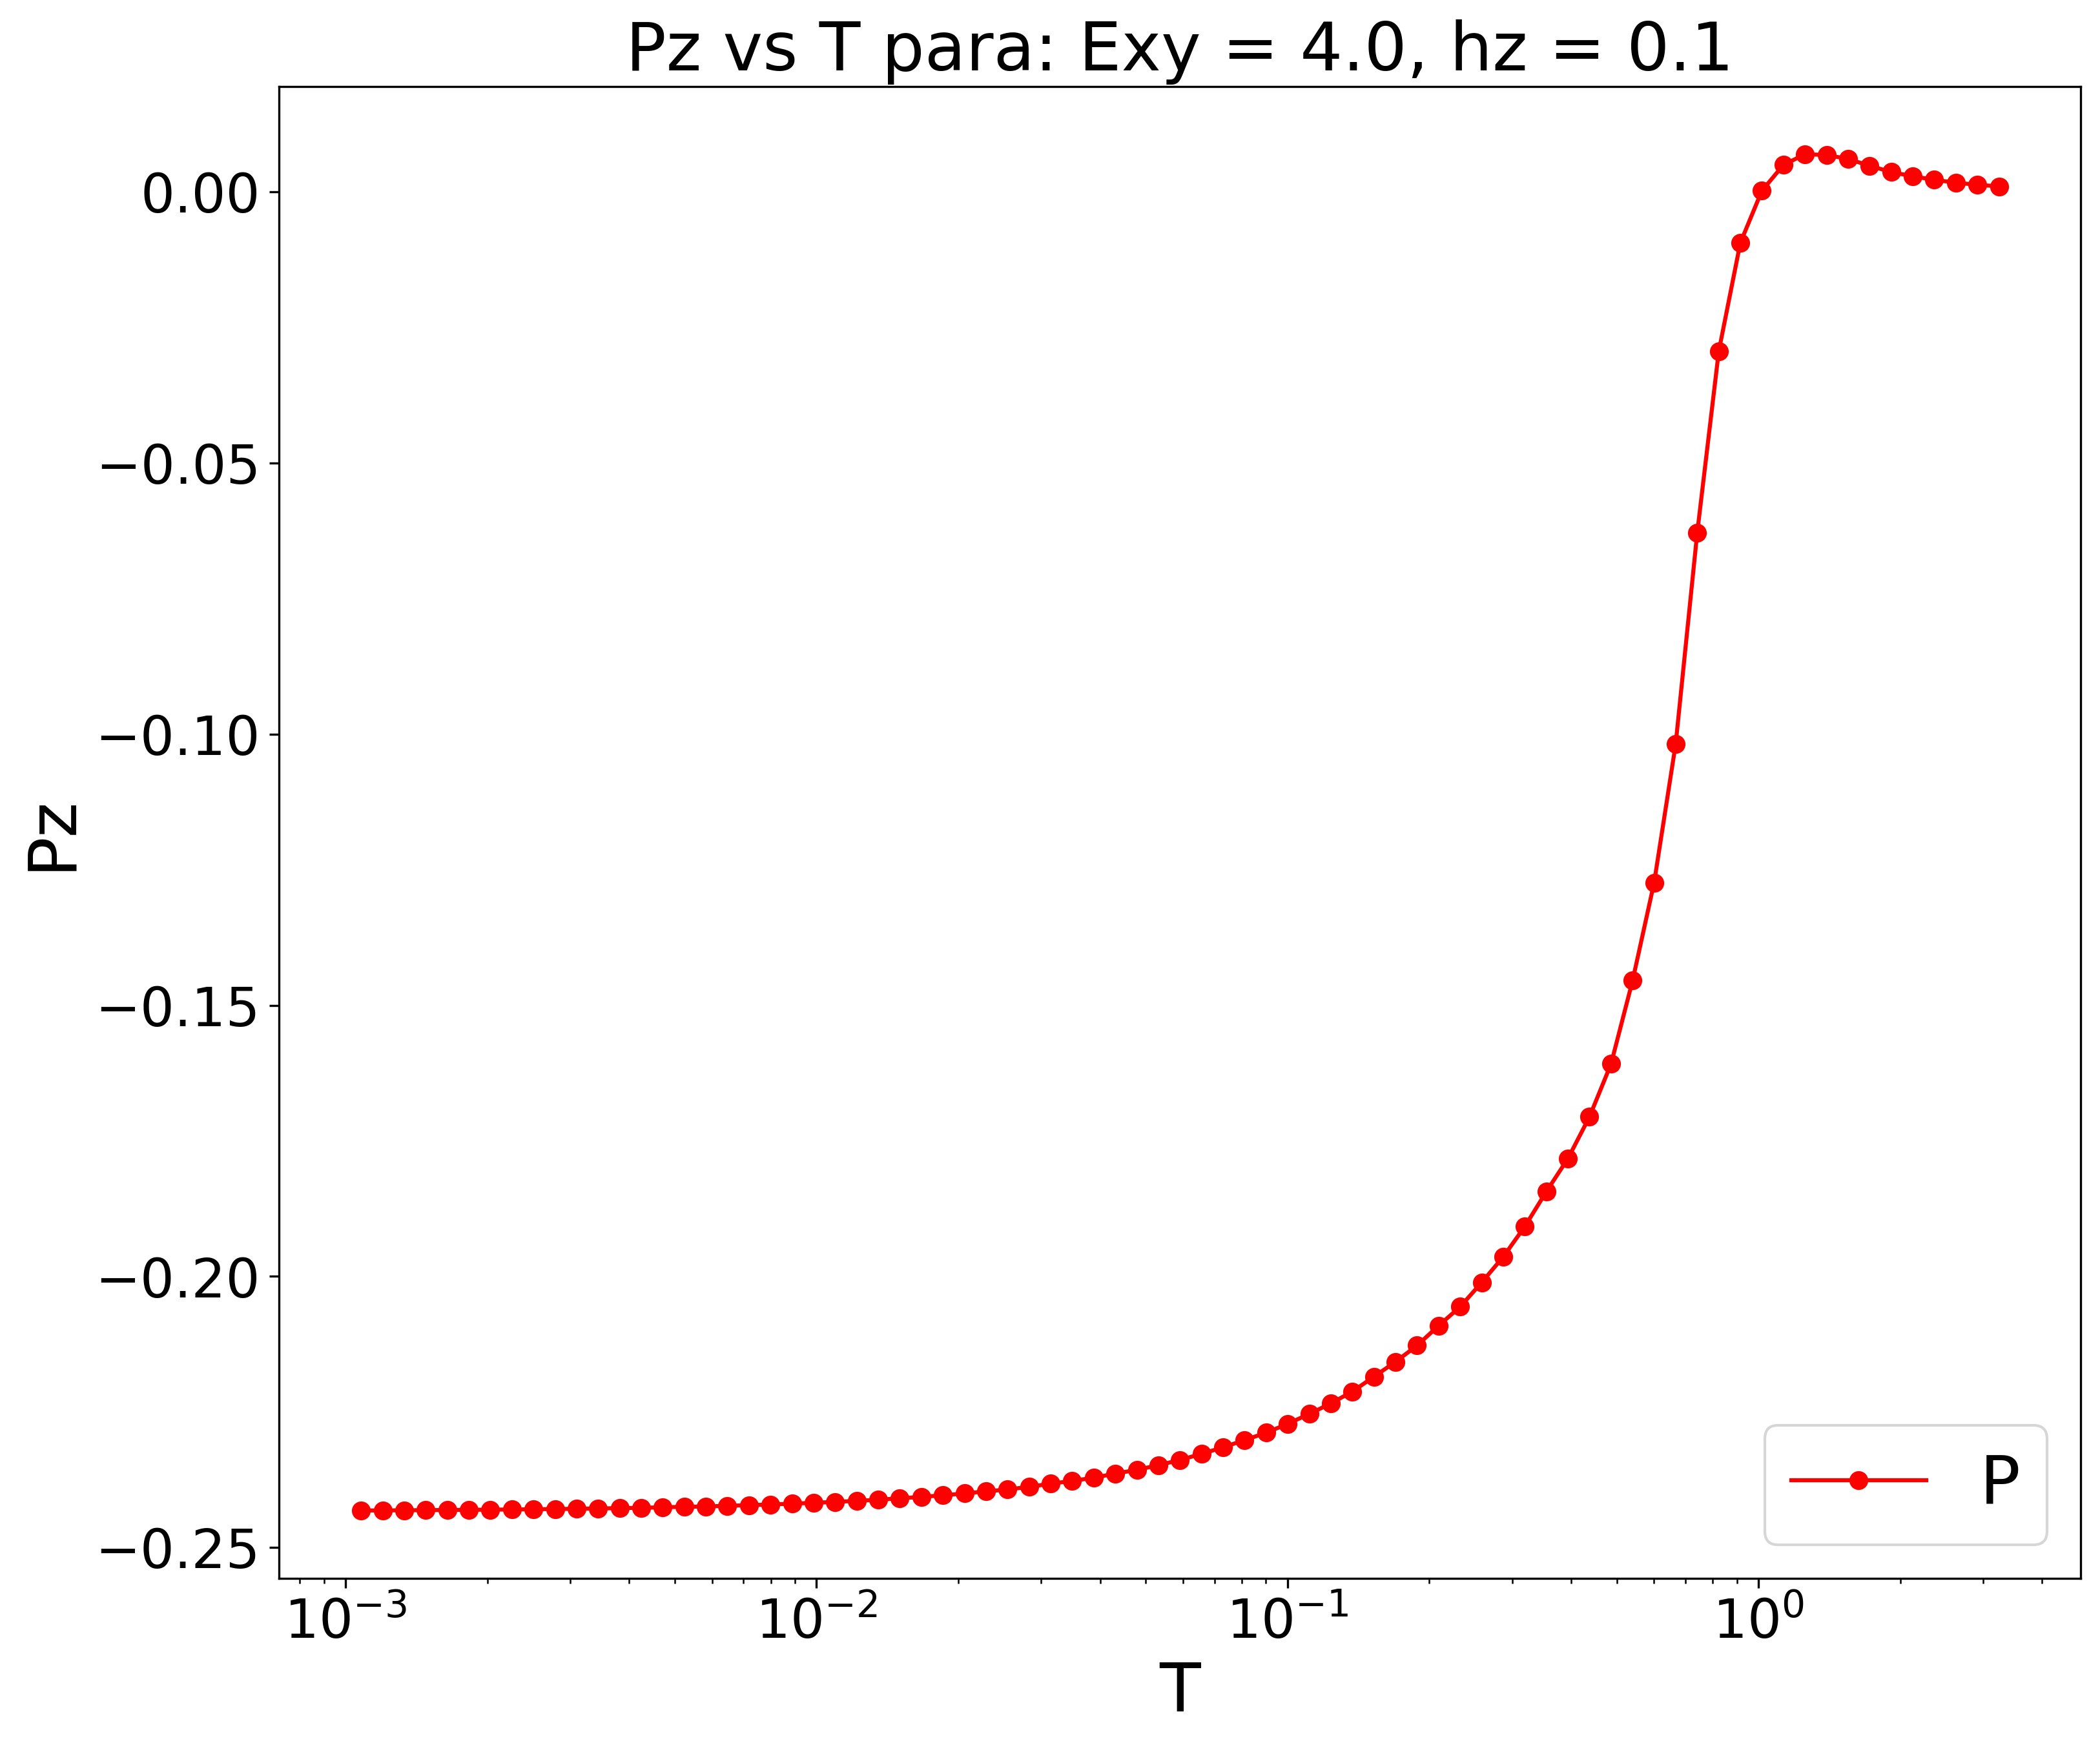 Pz vs T para: Exy = 4.0, hz = 0.1
Pz
0.00
−0.05
−0.10
−0.15
−0.20
−0.25
P
10⁻³ 10⁻² 10⁻¹ 10⁰
T